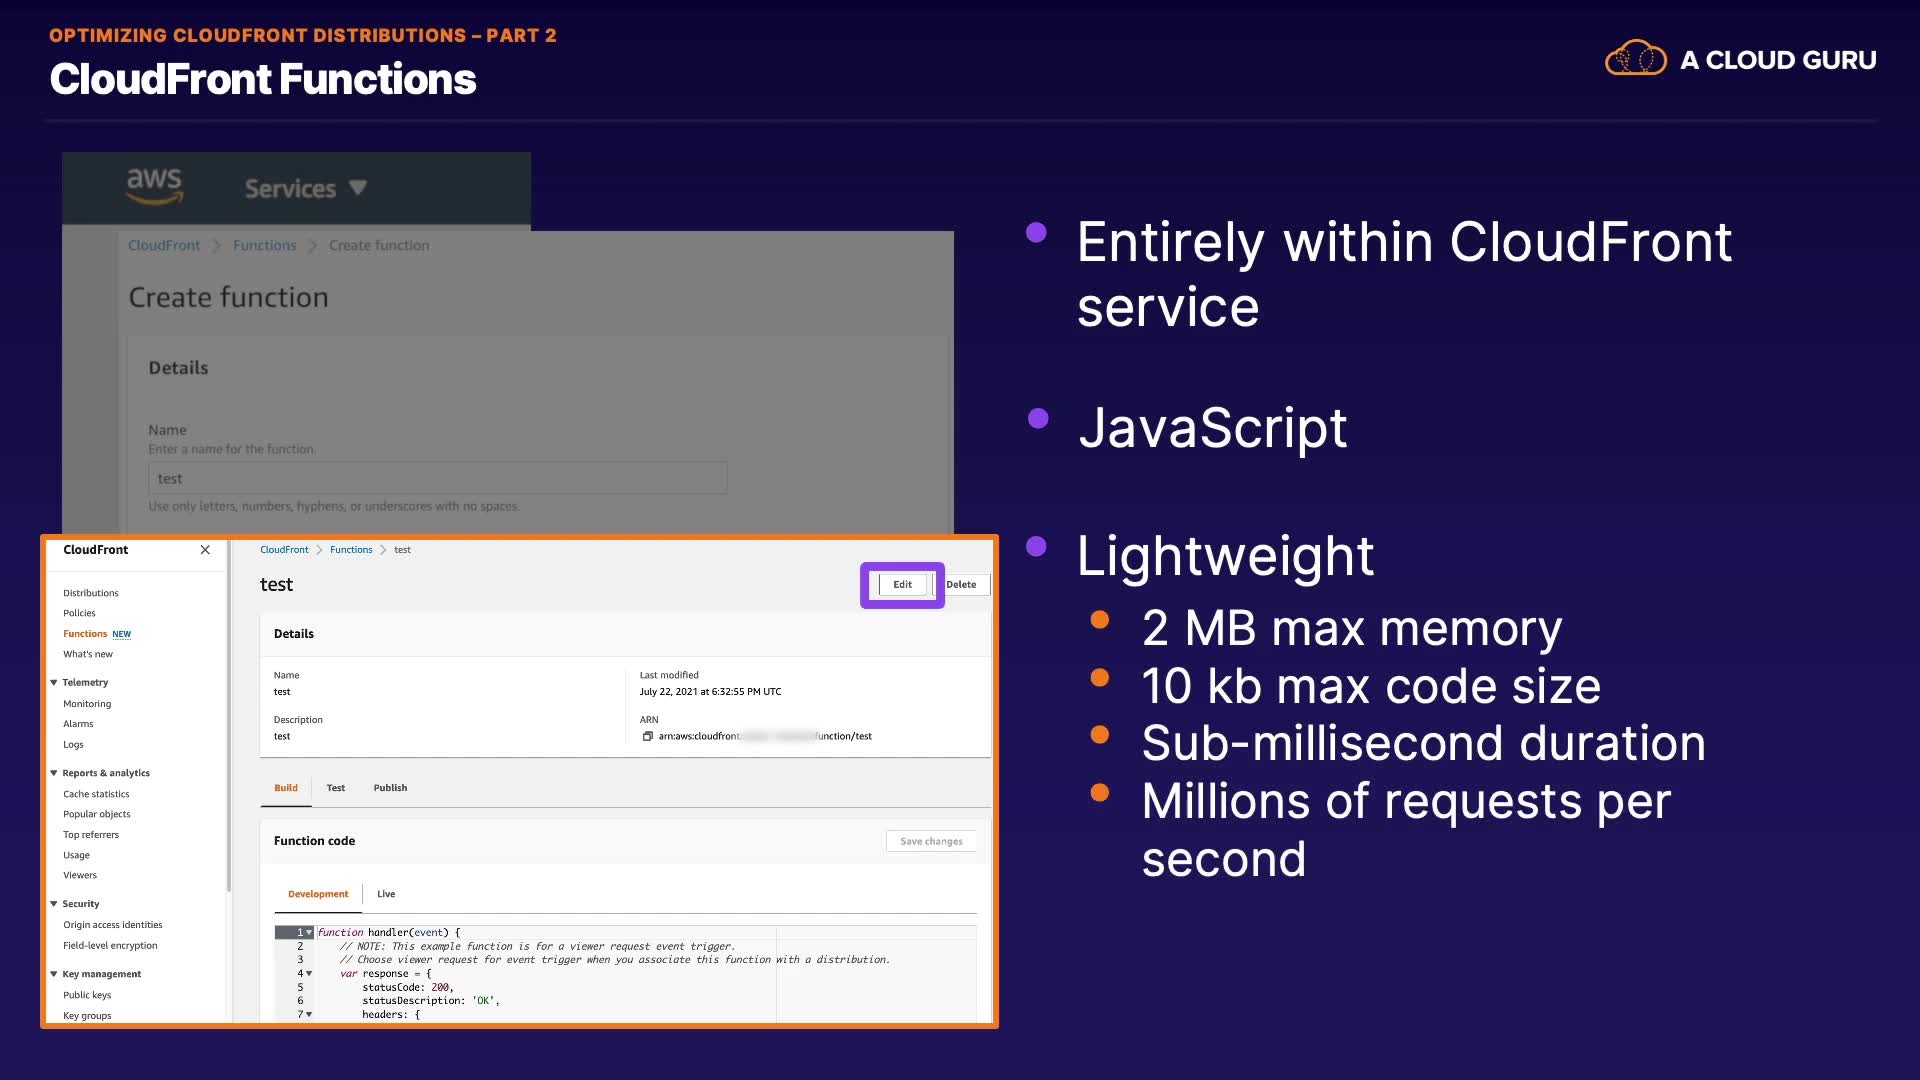 OPTIMIZING CLOUDFRONT DISTRIBUTIONS – PART 2
CloudFront Functions
A CLOUD GURU
aws
Services
CloudFront > Functions > Create function
Create function
Details
Name
Enter a name for the function.
test
Use only letters, numbers, hyphens, or underscores with no spaces.
CloudFront
Distributions
Policies
Functions NEW
What's new
Telemetry
Monitoring
Alarms
Logs
Reports & analytics
Cache statistics
Popular objects
Top referrers
Usage
Viewers
Security
Origin access identities
Field-level encryption
Key management
Public keys
Key groups
CloudFront > Functions > test
test
Edit
Delete
Details
Name
test
Last modified
July 22, 2021 at 6:32:55 PM UTC
Description
test
ARN
arn:aws:cloudfront: function/test
Build
Test
Publish
Function code
Save changes
Development
Live
1 function handler(event) {
2 // NOTE: This example function is for a viewer request event trigger.
3 // Choose viewer request for event trigger when you associate this function with a distribution.
4 var response = {
5 statusCode: 200,
6 statusDescription: 'OK',
7 headers: {
• Entirely within CloudFront
service
• JavaScript
• Lightweight
• 2 MB max memory
• 10 kb max code size
• Sub-millisecond duration
• Millions of requests per
second